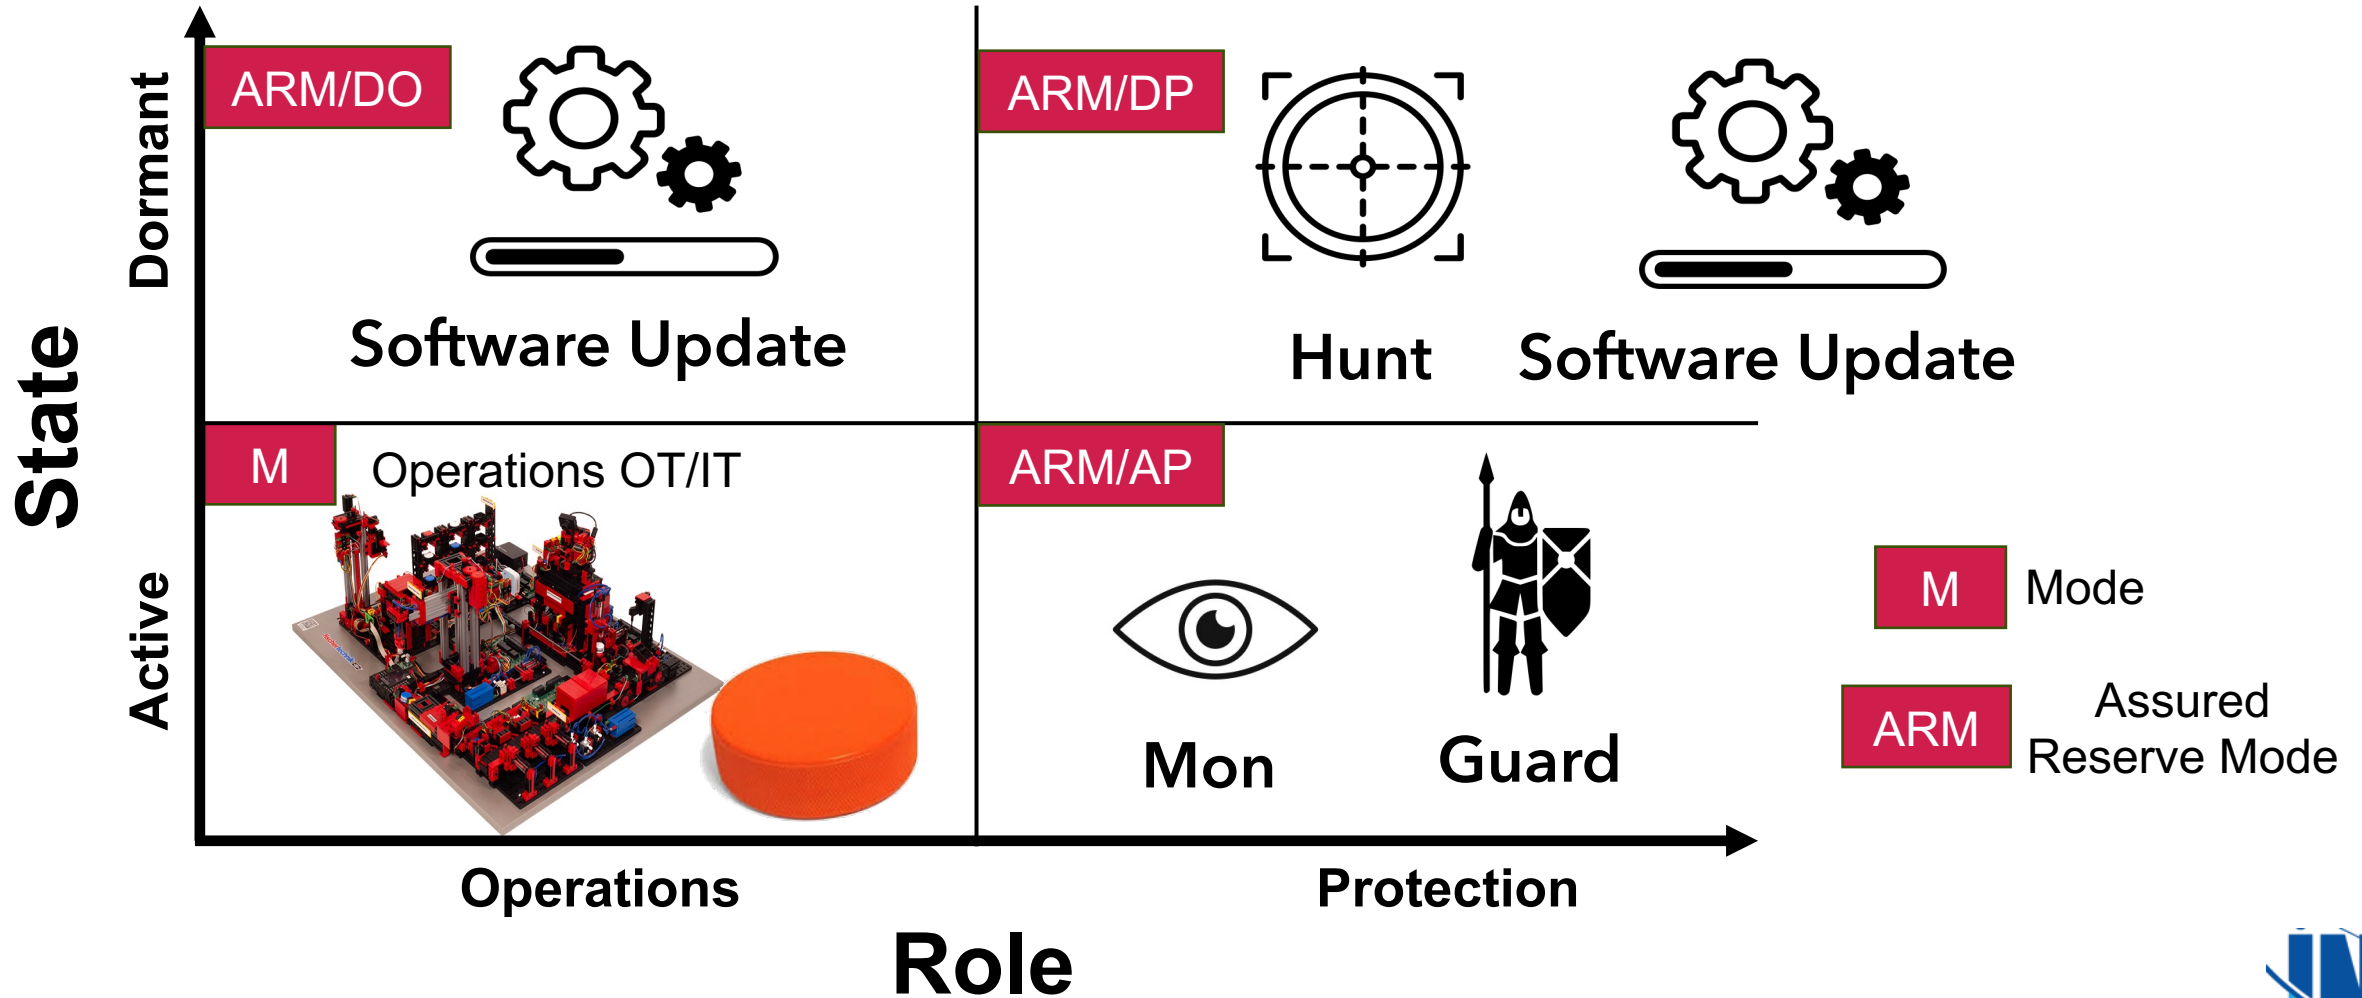 ARM/DO
Software Update
ARM/DP
Hunt
Software Update
M
Operations OT/IT
ARM/AP
Mon
Guard
State
Dormant
Active
Operations
Protection
Role
M
Mode
ARM
Assured
Reserve Mode